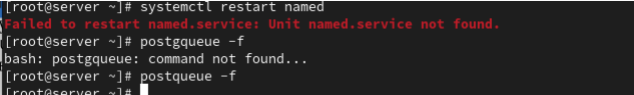 [root@server ~]# systemctl restart named
Failed to restart named.service: Unit named.service not found.
[root@server ~]# postgqueue -f
bash: postgqueue: command not found...
[root@server ~]# postqueue -f
[root@server ~]#